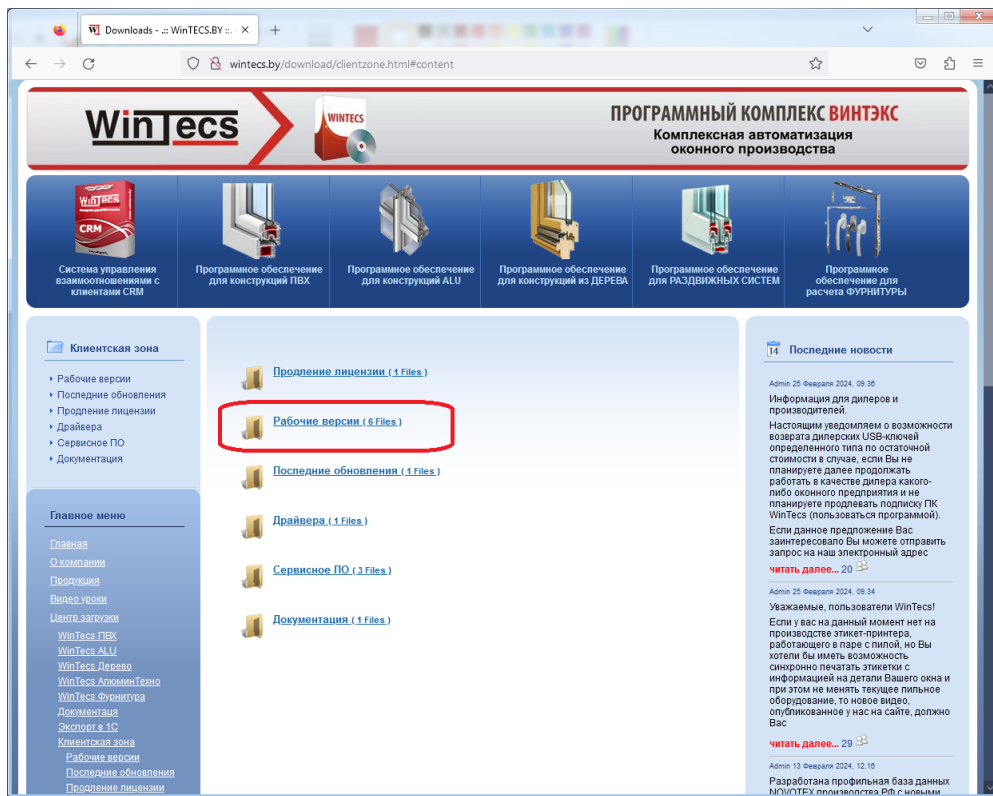 Downloads - .:: WinTECS.BY ::. -
wintecs.by/download/clientzone.html#content
WinTecs
WINTECS
ПРОГРАММНЫЙ КОМПЛЕКС ВИНТЭКС
Комплексная автоматизация
оконного производства
WinTecs
CRM
Система управления
взаимоотношениями с
клиентами CRM
Программное обеспечение
для конструкций ПВХ
Программное обеспечение
для конструкций ALU
Программное обеспечение
для конструкций из ДЕРЕВА
Программное обеспечение
для РАЗДВИЖНЫХ СИСТЕМ
Программное
обеспечение для
расчета ФУРНИТУРЫ
Клиентская зона
Рабочие версии
Последние обновления
Продление лицензии
Драйвера
Сервисное ПО
Документация
Главное меню
Главная
О компании
Продукция
Видео уроки
Центр загрузки
WinTecs ПВХ
WinTecs ALU
WinTecs Дерево
WinTecs АлюминТехно
WinTecs Фурнитура
Документаця
Экспорт в 1С
Клиентская зона
Рабочие версии
Последние обновления
Продление лицензии
Продление лицензии ( 1 Files )
Рабочие версии ( 6 Files )
Последние обновления ( 1 Files )
Драйвера ( 1 Files )
Сервисное ПО ( 3 Files )
Документация ( 1 Files )
14 Последние новости
Admin 25 Февраля 2024, 09.36
Информация для дилеров и
производителей.
Настоящим уведомляем о возможности
возврата дилерских USB-ключей
определенного типа по остаточной
стоимости в случае, если Вы не
планируете далее продолжать
работать в качестве дилера какого-
либо оконного предприятия и не
планируете продлевать подписку ПК
WinTecs (пользоваться программой).
Если данное предложение Вас
заинтересовало Вы можете отправить
запрос на наш электронный адрес
читать далее... 20
Admin 25 Февраля 2024, 09.34
Уважаемые, пользователи WinTecs!
Если у вас на данный момент нет на
производстве этикет-принтера,
работающего в паре с пилой, но Вы
хотели бы иметь возможность
синхронно печатать этикетки с
информацией на детали Вашего окна и
при этом не менять текущее пильное
оборудование, то новое видео,
опубликованное у нас на сайте, должно
Вас
читать далее... 29
Admin 13 Февраля 2024, 12.16
Разработана профильная база данных
NOVOTEX производства РФ с новыми